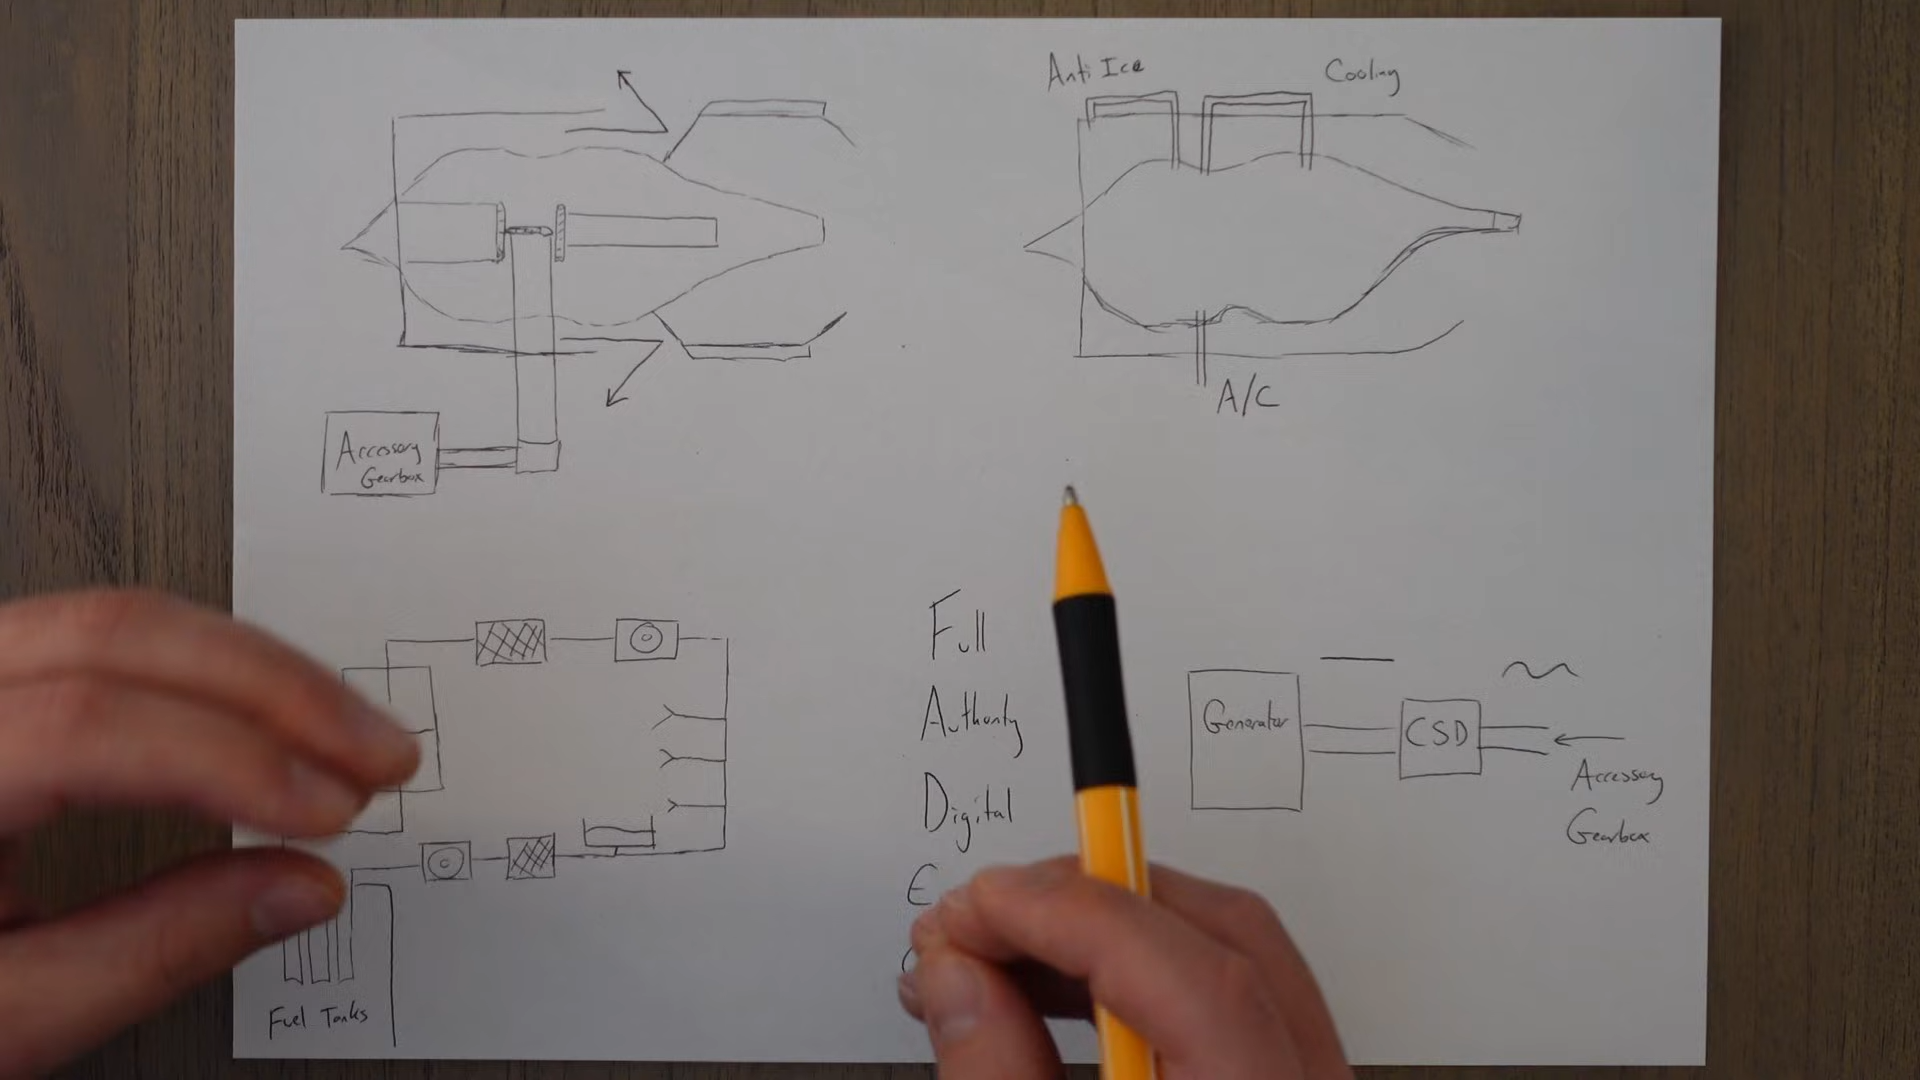 Anti Ice
Cooling
A/C
Accessory
Gearbox
Full
Authority
Digital
E
Generator
CSD
Accessory
Gearbox
Fuel Tanks